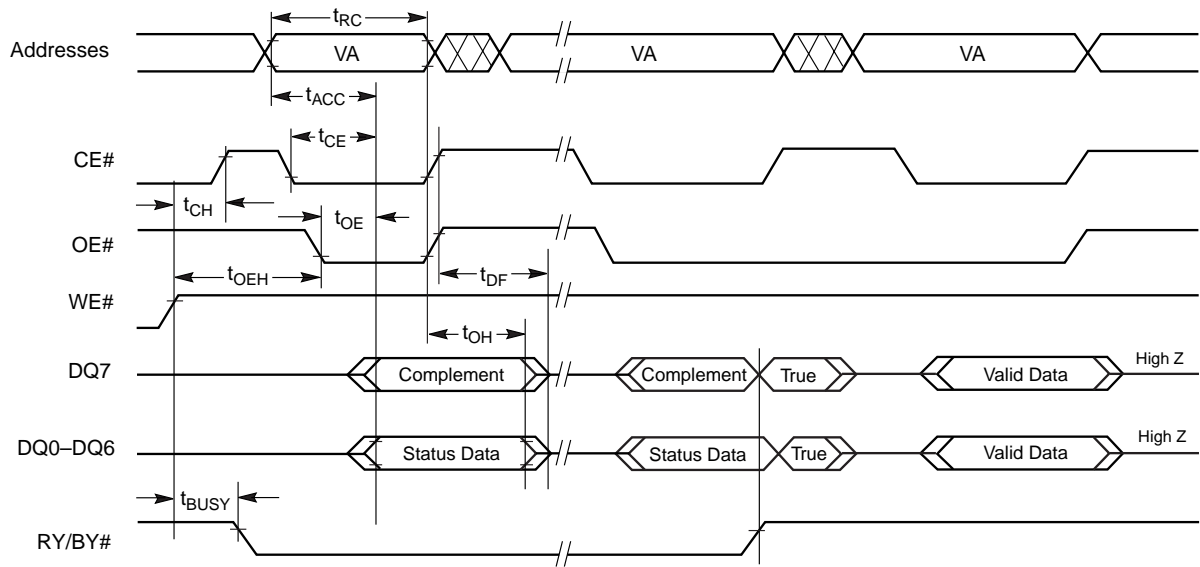 tRC
Addresses VA VA VA
tACC
tCE
CE#
tCH tOE
OE#
tOEH tDF
WE#
tOH
DQ7 Complement Complement True Valid Data High Z
DQ0–DQ6 Status Data Status Data True Valid Data High Z
tBUSY
RY/BY#